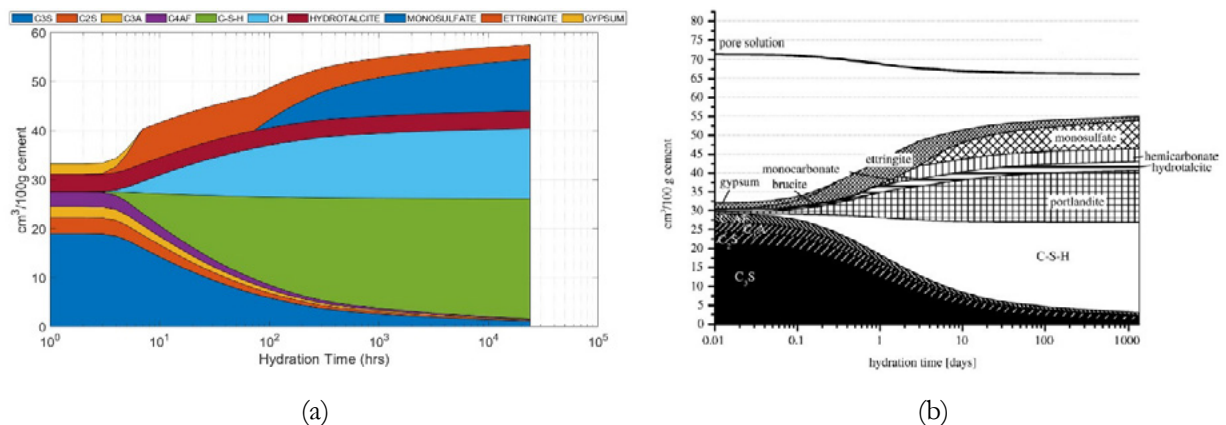 C3S C2S C3A C4AF C-S-H CH HYDROTALCITE MONOSULFATE ETTRINGITE GYPSUM
60
50
40
30
20
10
0
cm³/100g cement
10⁰ 10¹ 10² 10³ 10⁴ 10⁵
Hydration Time (hrs)
(a)
80
75
70
65
60
55
50
45
40
35
30
25
20
15
10
5
0
cm³/100 g cement
pore solution
ettringite
monosulfate
monocarbonate
hemicarbonate
hydrotalcite
gypsum
brucite
portlandite
C₂S
C₃S
C-S-H
0.01 0.1 1 10 100 1000
hydration time [days]
(b)